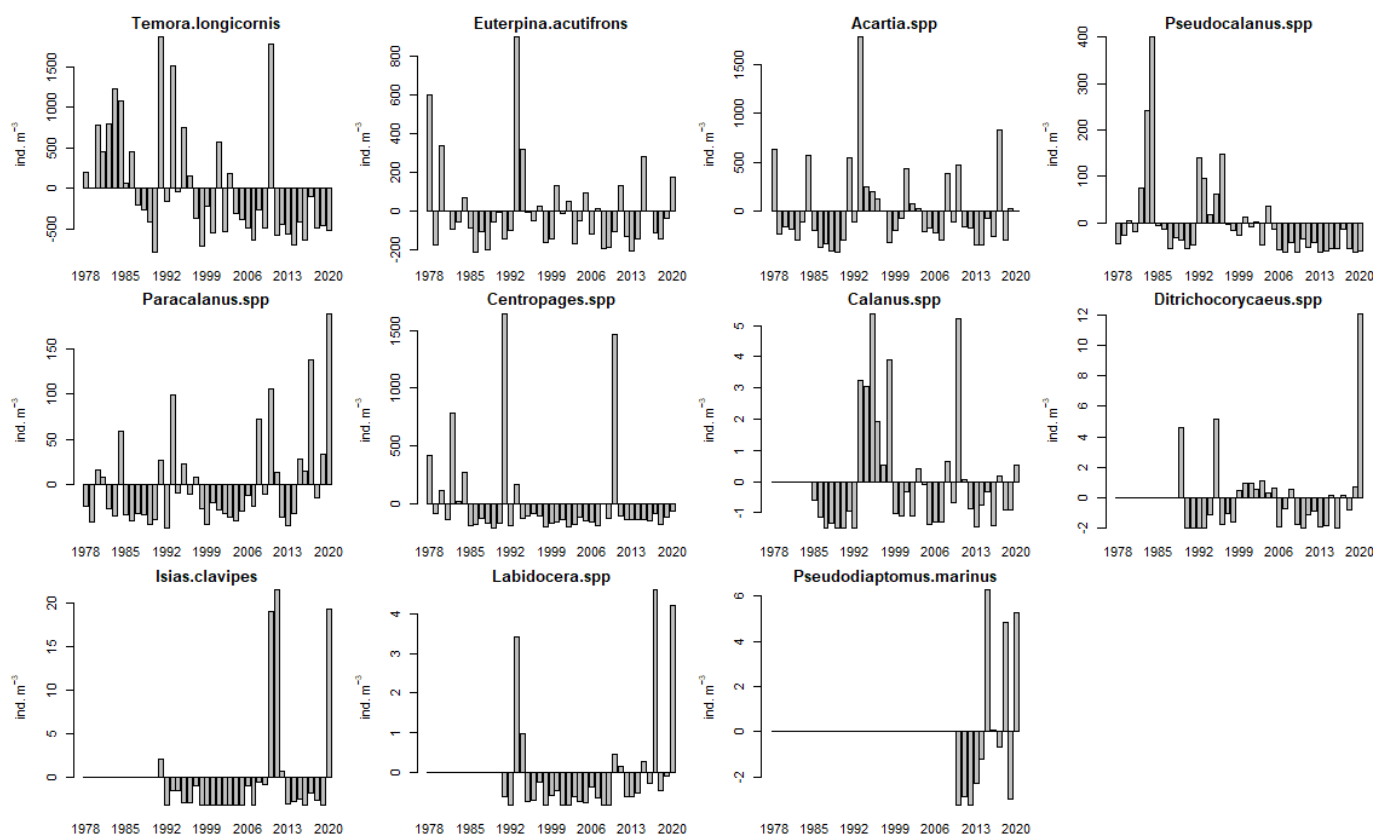 Temora.longicornis
ind. m⁻³
-500 0 500 1000 1500
1978 1985 1992 1999 2006 2013 2020
Euterpina.acutifrons
ind. m⁻³
-200 0 200 400 600 800
1978 1985 1992 1999 2006 2013 2020
Acartia.spp
ind. m⁻³
0 500 1000 1500
1978 1985 1992 1999 2006 2013 2020
Pseudocalanus.spp
ind. m⁻³
0 100 200 300 400
1978 1985 1992 1999 2006 2013 2020
Paracalanus.spp
ind. m⁻³
0 50 100 150
1978 1985 1992 1999 2006 2013 2020
Centropages.spp
ind. m⁻³
0 500 1000 1500
1978 1985 1992 1999 2006 2013 2020
Calanus.spp
ind. m⁻³
-1 0 1 2 3 4 5
1978 1985 1992 1999 2006 2013 2020
Ditrichocorycaeus.spp
ind. m⁻³
-2 0 2 4 6 8 10 12
1978 1985 1992 1999 2006 2013 2020
Isias.clavipes
ind. m⁻³
0 5 10 15 20
1978 1985 1992 1999 2006 2013 2020
Labidocera.spp
ind. m⁻³
0 1 2 3 4
1978 1985 1992 1999 2006 2013 2020
Pseudodiaptomus.marinus
ind. m⁻³
-2 0 2 4 6
1978 1985 1992 1999 2006 2013 2020